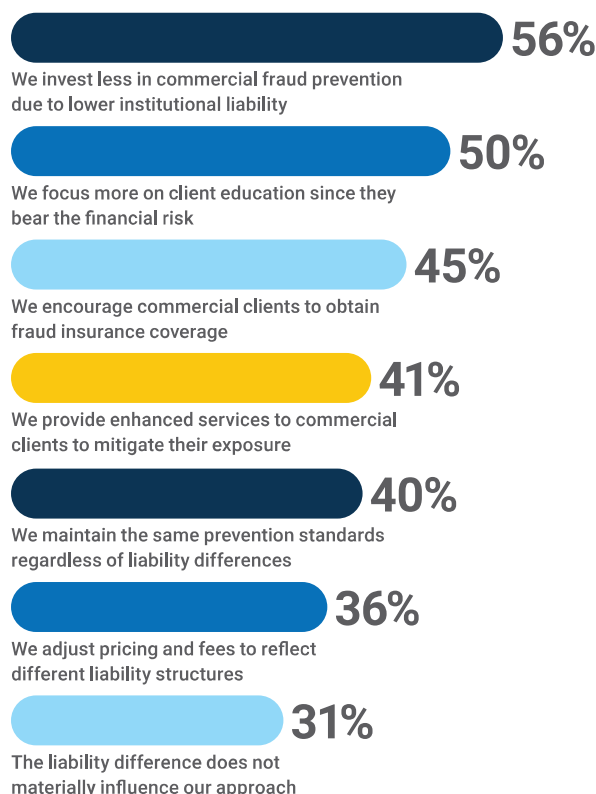 56%
We invest less in commercial fraud prevention
due to lower institutional liability
50%
We focus more on client education since they
bear the financial risk
45%
We encourage commercial clients to obtain
fraud insurance coverage
41%
We provide enhanced services to commercial
clients to mitigate their exposure
40%
We maintain the same prevention standards
regardless of liability differences
36%
We adjust pricing and fees to reflect
different liability structures
31%
The liability difference does not
materially influence our approach